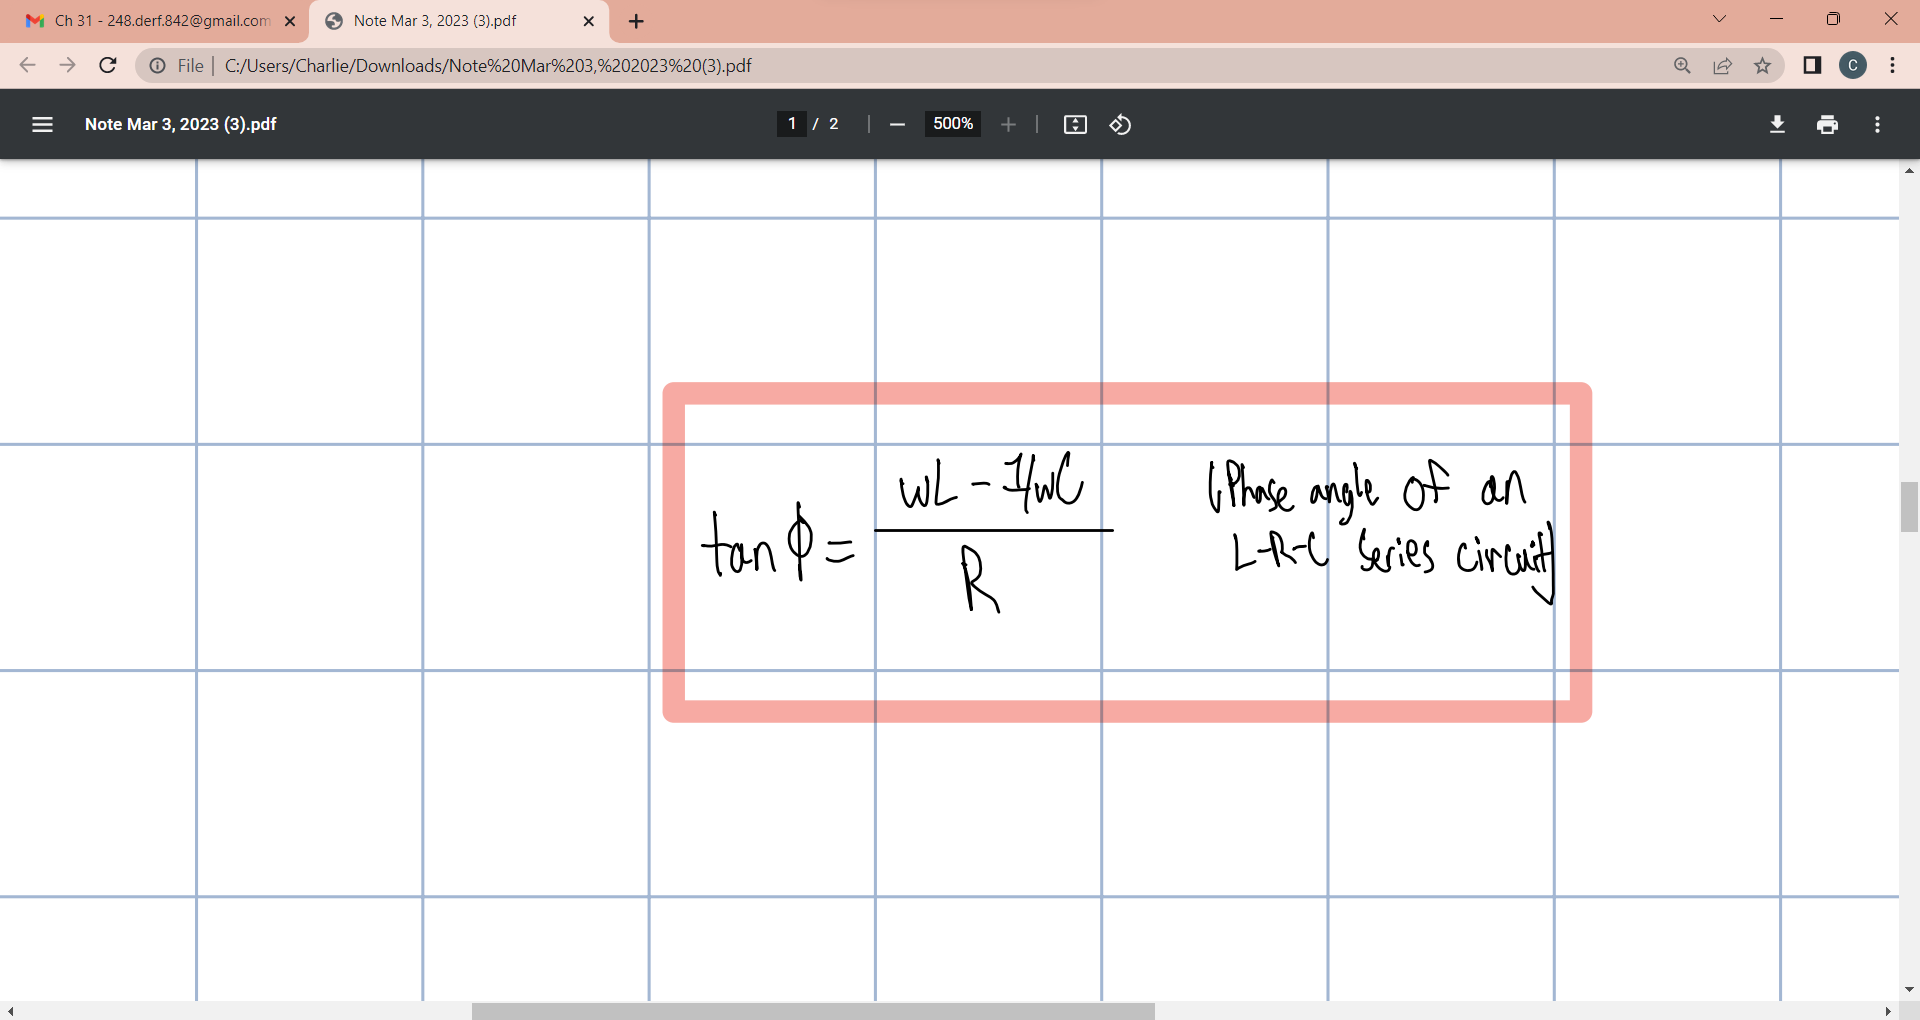 Ch 31 - 248.derf.842@gmail.com
Note Mar 3, 2023 (3).pdf
File | C:/Users/Charlie/Downloads/Note%20Mar%203,%202023%20(3).pdf
C
Note Mar 3, 2023 (3).pdf
1 / 2
500%
tan ϕ = (ωL - 1/ωC) / R
(Phase angle of an
L-R-C series circuit)